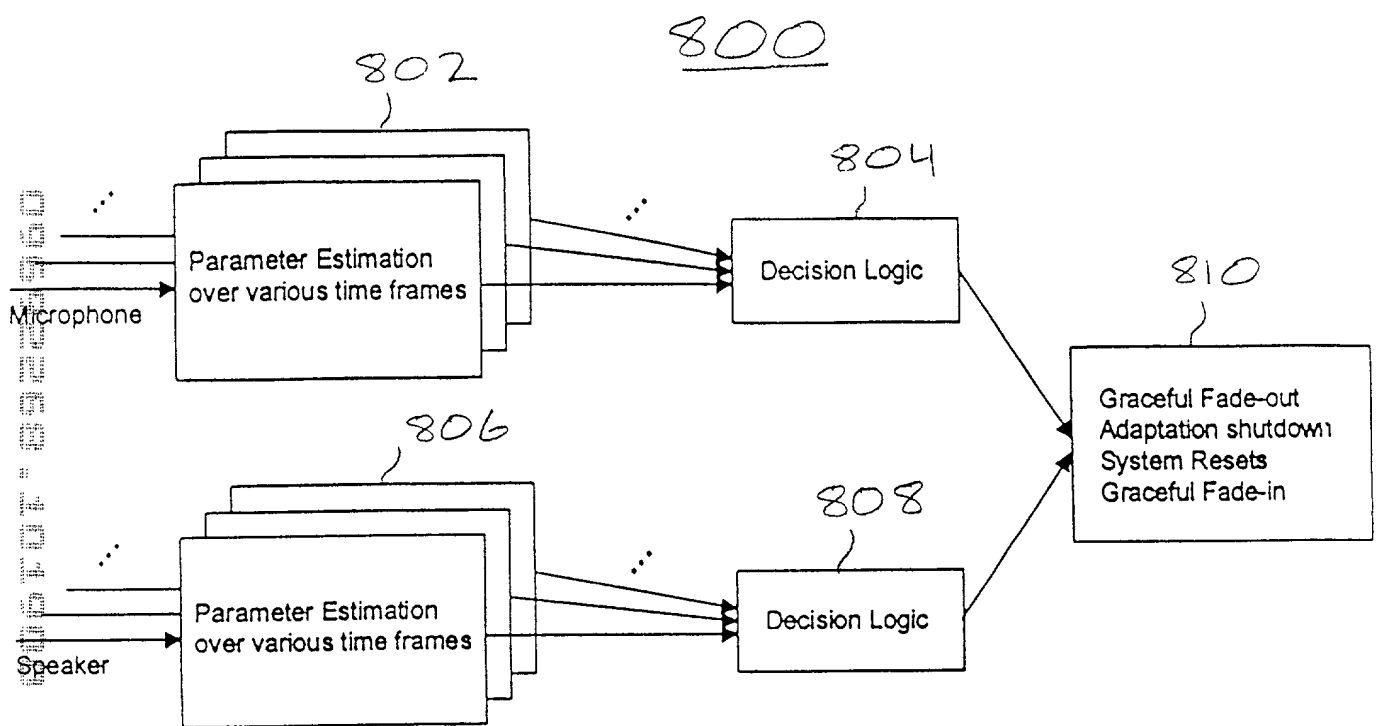 800
802
804
Parameter Estimation
over various time frames
Microphone
Decision Logic
810
Graceful Fade-out
Adaptation shutdown
System Resets
Graceful Fade-in
806
808
Parameter Estimation
over various time frames
Speaker
Decision Logic